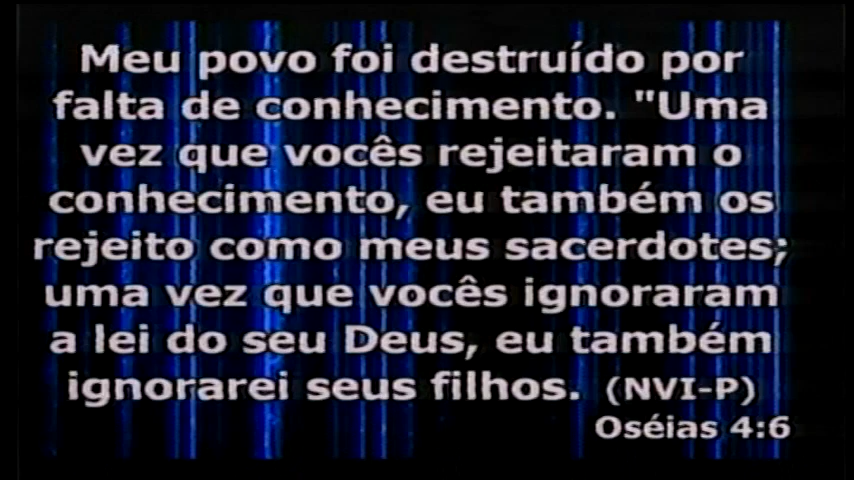 Meu povo foi destruído por
falta de conhecimento. "Uma
vez que vocês rejeitaram o
conhecimento, eu também os
rejeito como meus sacerdotes;
uma vez que vocês ignoraram
a lei do seu Deus, eu também
ignorarei seus filhos. (NVI-P)
Oséias 4:6